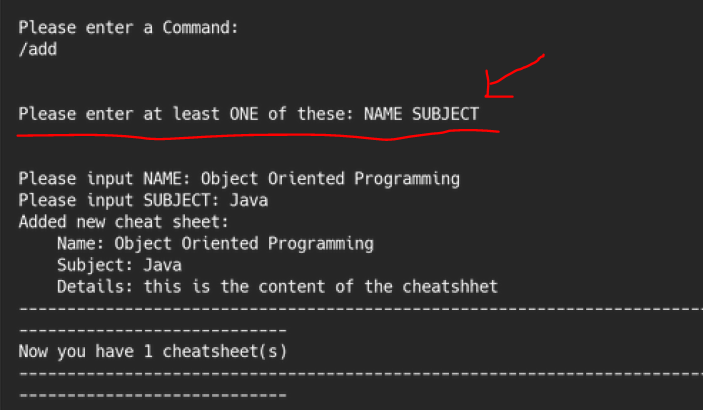 Please enter a Command:
/add
Please enter at least ONE of these: NAME SUBJECT
Please input NAME: Object Oriented Programming
Please input SUBJECT: Java
Added new cheat sheet:
Name: Object Oriented Programming
Subject: Java
Details: this is the content of the cheatshhet
--------------------------------------------------------------------------------
----------------------------
Now you have 1 cheatsheet(s)
--------------------------------------------------------------------------------
----------------------------